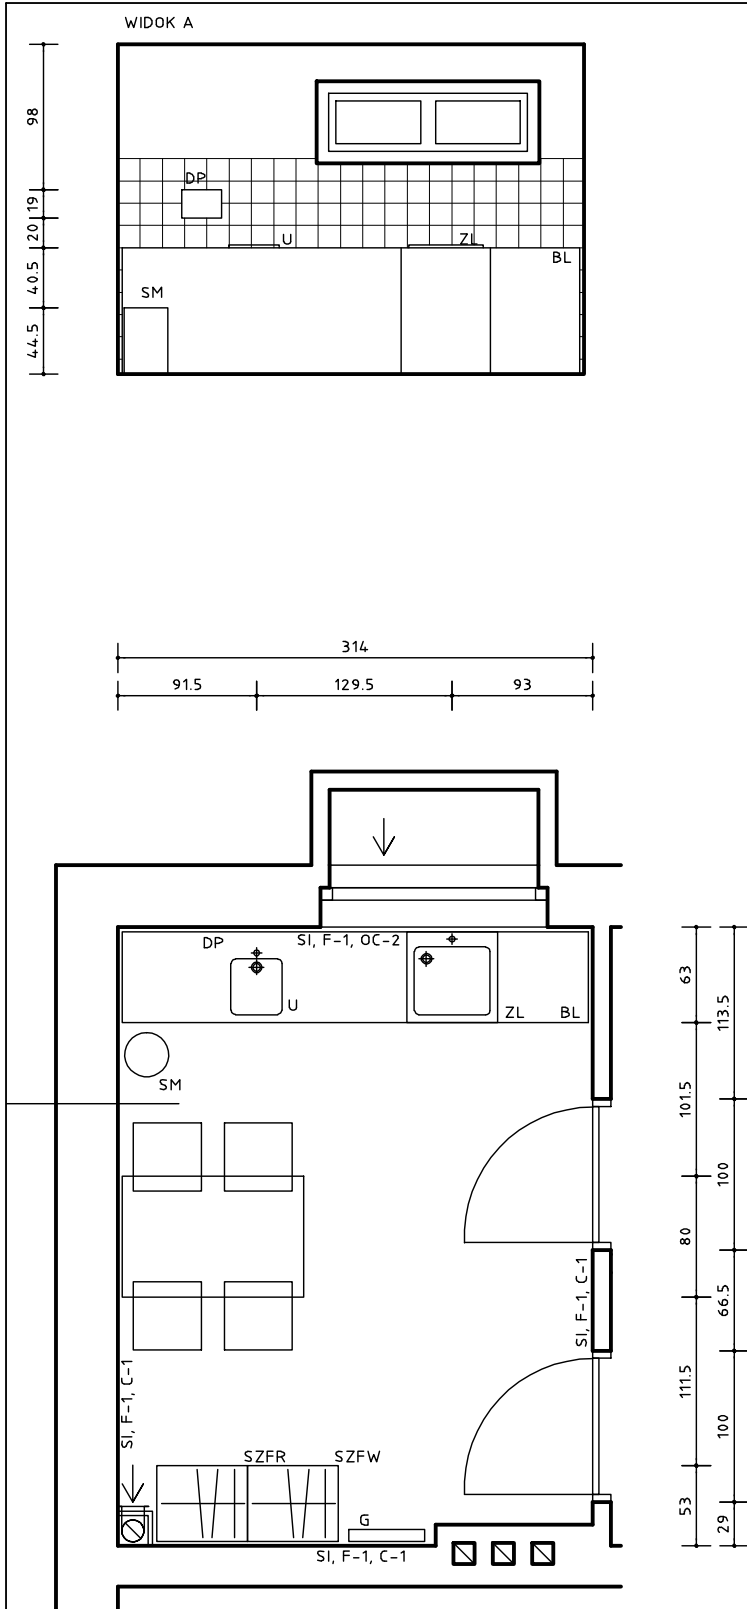 WIDOK A
98
19
20
40.5
44.5
DP
U
ZL
BL
SM
314
91.5
129.5
93
DP
SI, F-1, OC-2
U
ZL
BL
SM
63
101.5
80
111.5
53
113.5
100
66.5
100
29
SI, F-1, C-1
SI, F-1, C-1
SZFR
SZFW
G
SI, F-1, C-1